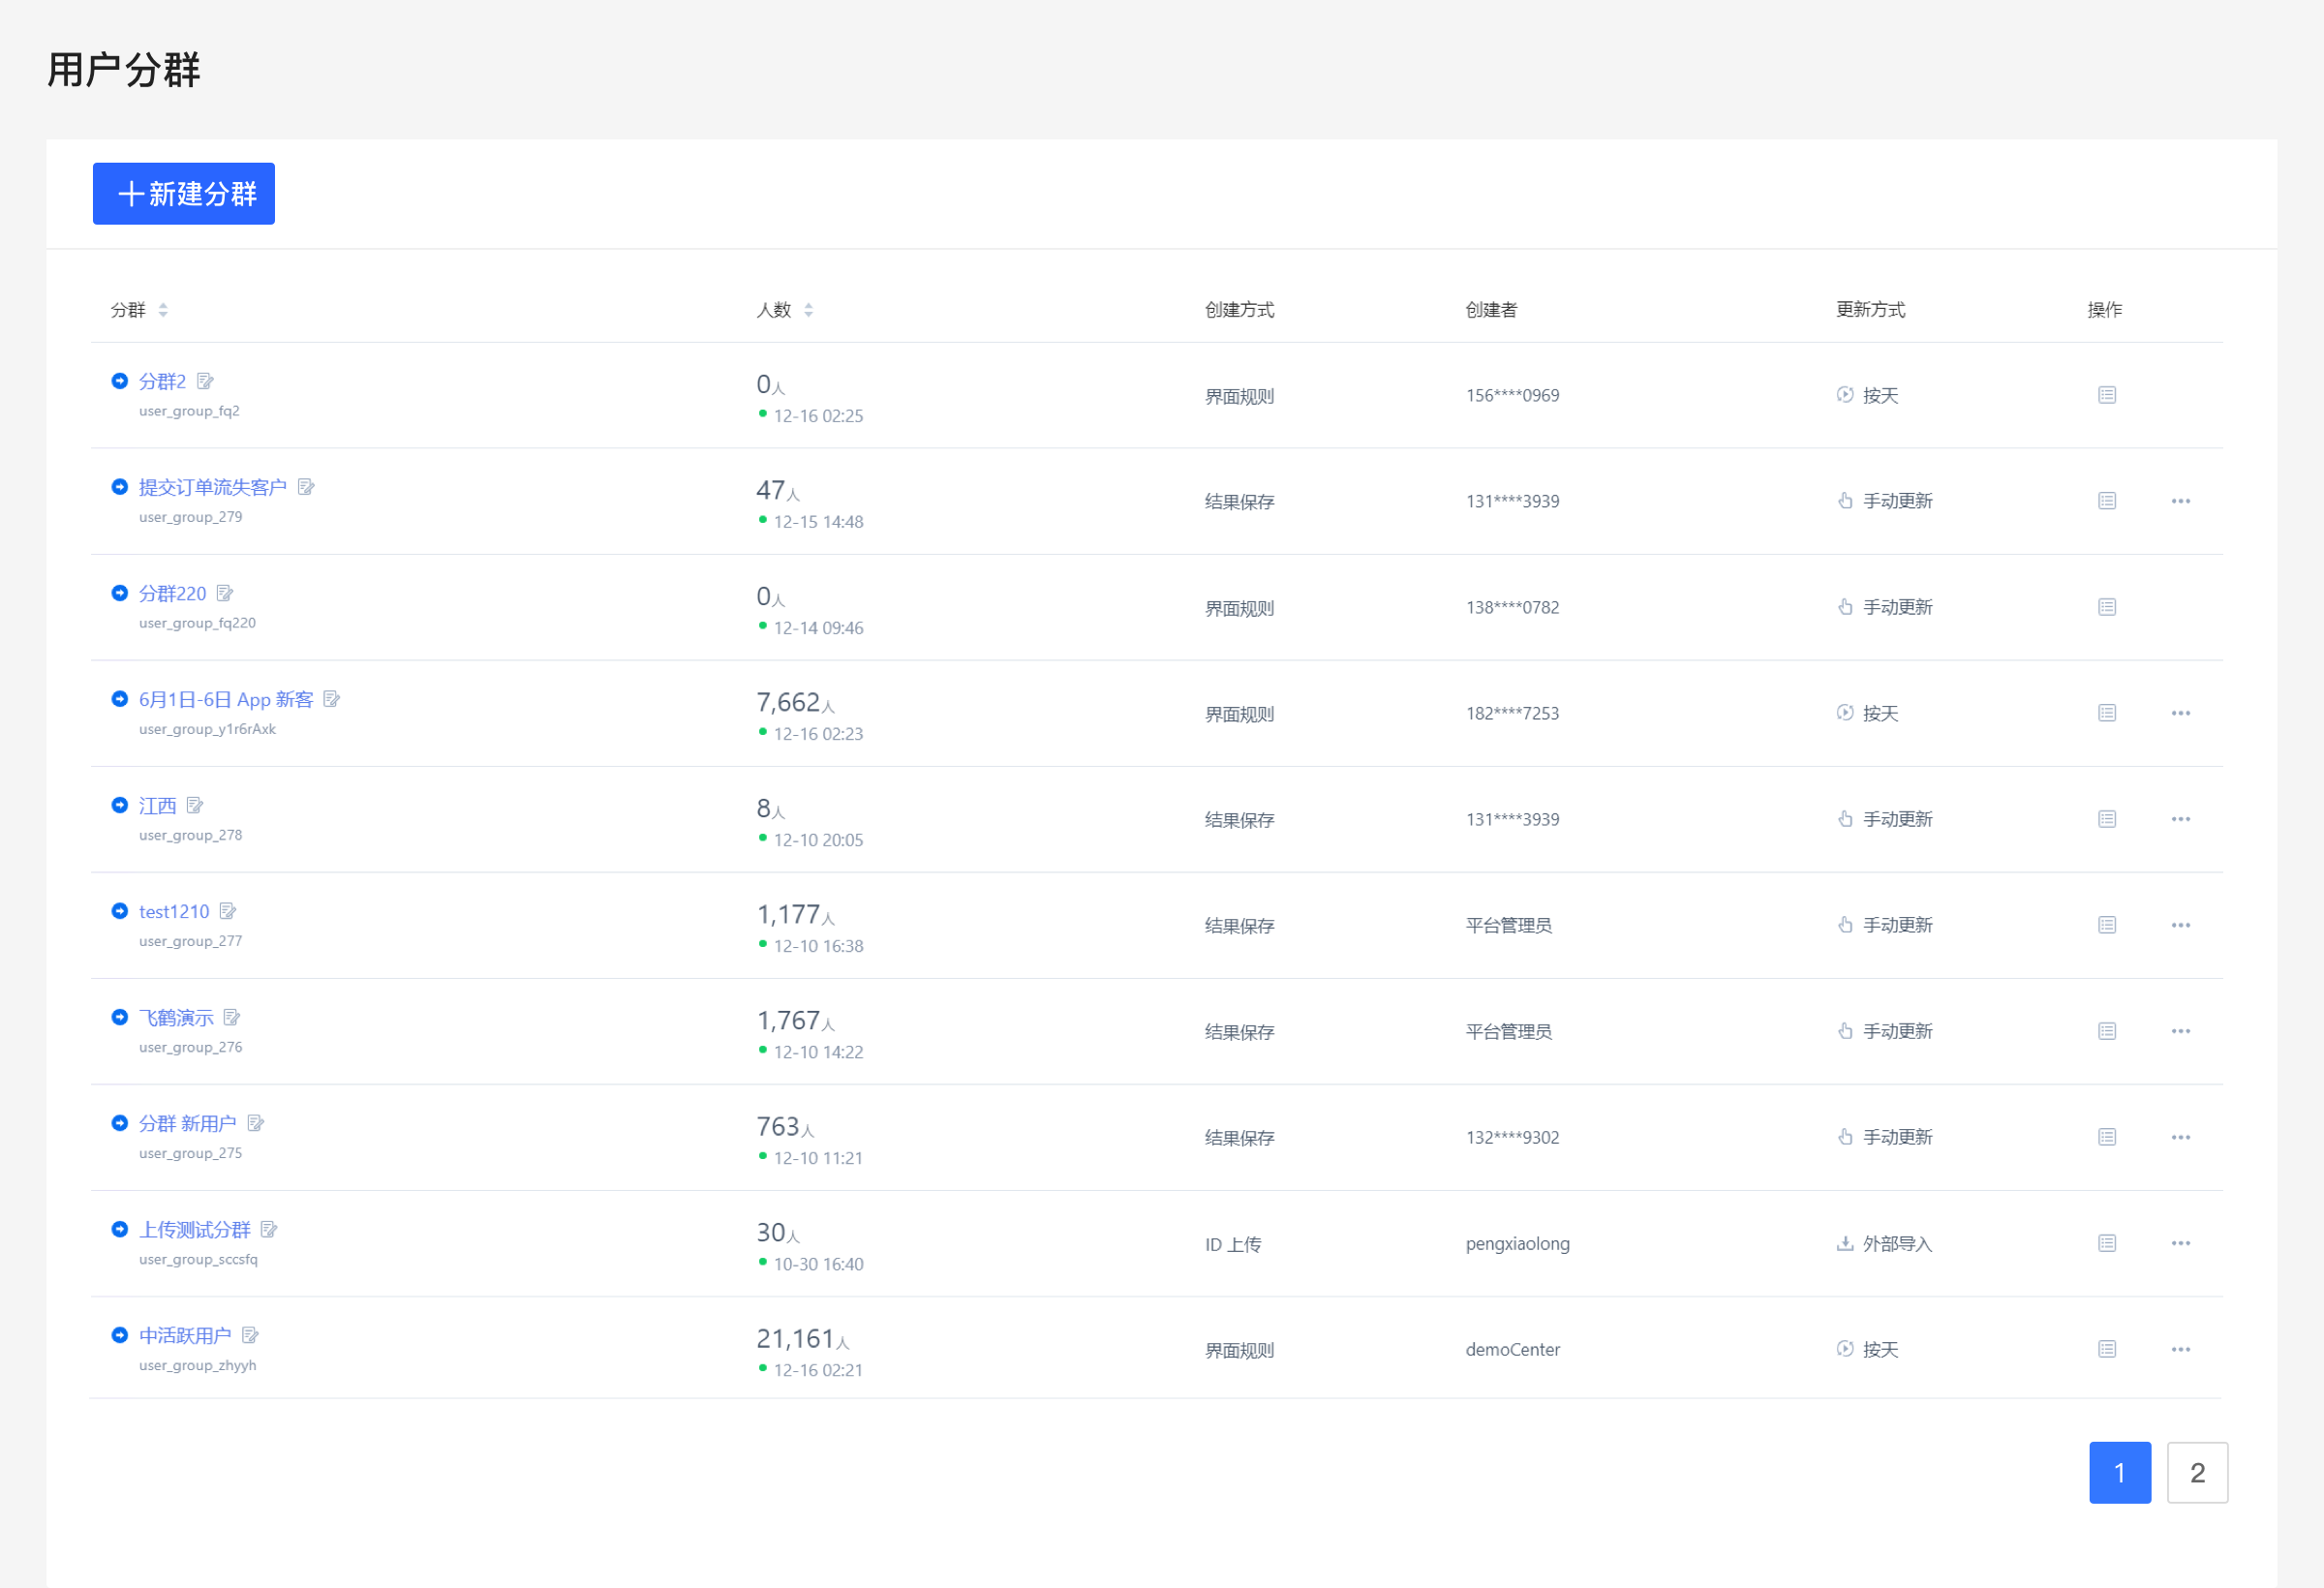 用户分群
新建分群
分群 人数 创建方式 创建者 更新方式 操作
分群2
user_group_fq2
0人
12-16 02:25
界面规则
156****0969
按天
提交订单流失客户
user_group_279
47人
12-15 14:48
结果保存
131****3939
手动更新
分群220
user_group_fq220
0人
12-14 09:46
界面规则
138****0782
手动更新
6月1日-6日 App 新客
user_group_y1r6rAxk
7,662人
12-16 02:23
界面规则
182****7253
按天
江西
user_group_278
8人
12-10 20:05
结果保存
131****3939
手动更新
test1210
user_group_277
1,177人
12-10 16:38
结果保存
平台管理员
手动更新
飞鹤演示
user_group_276
1,767人
12-10 14:22
结果保存
平台管理员
手动更新
分群 新用户
user_group_275
763人
12-10 11:21
结果保存
132****9302
手动更新
上传测试分群
user_group_sccsfq
30人
10-30 16:40
ID 上传
pengxiaolong
外部导入
中活跃用户
user_group_zhyyh
21,161人
12-16 02:21
界面规则
demoCenter
按天
1 2